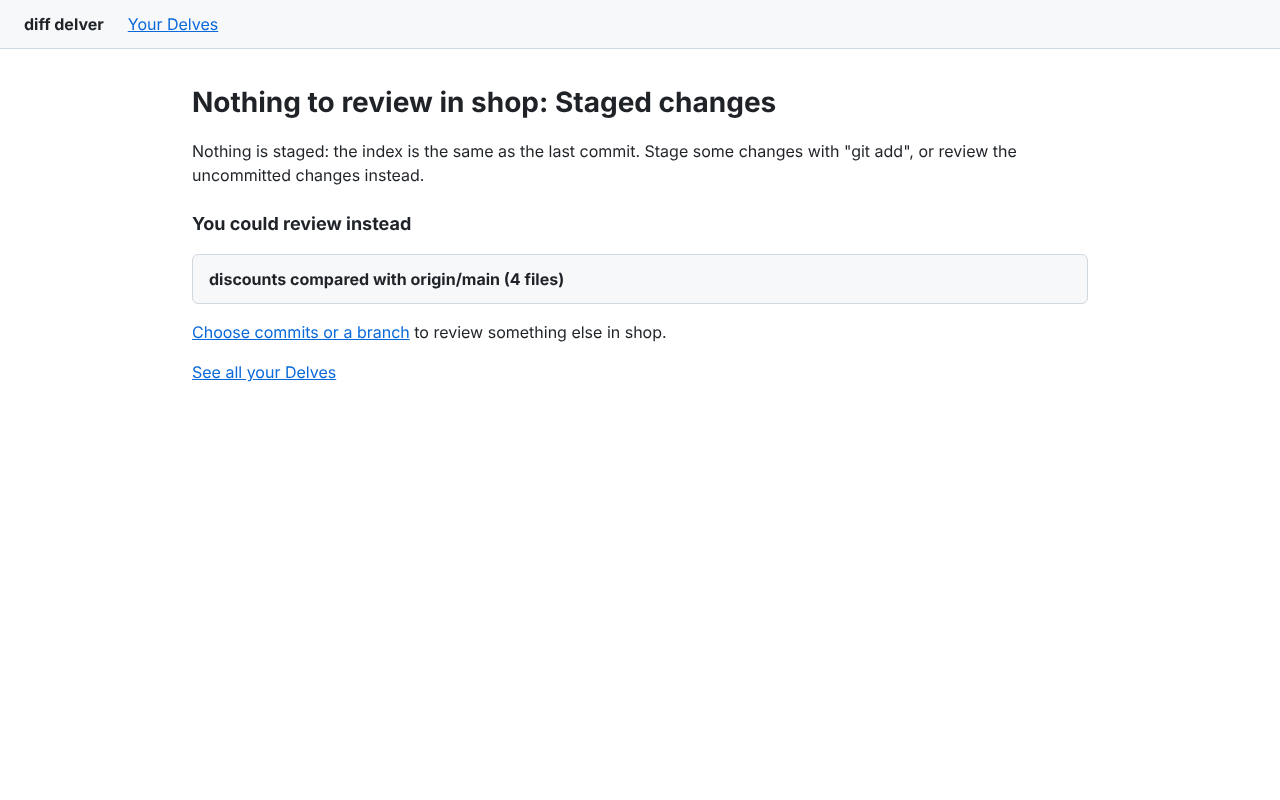 diff delver
Your Delves
Nothing to review in shop: Staged changes
Nothing is staged: the index is the same as the last commit. Stage some changes with "git add", or review the
uncommitted changes instead.
You could review instead
discounts compared with origin/main (4 files)
Choose commits or a branch to review something else in shop.
See all your Delves